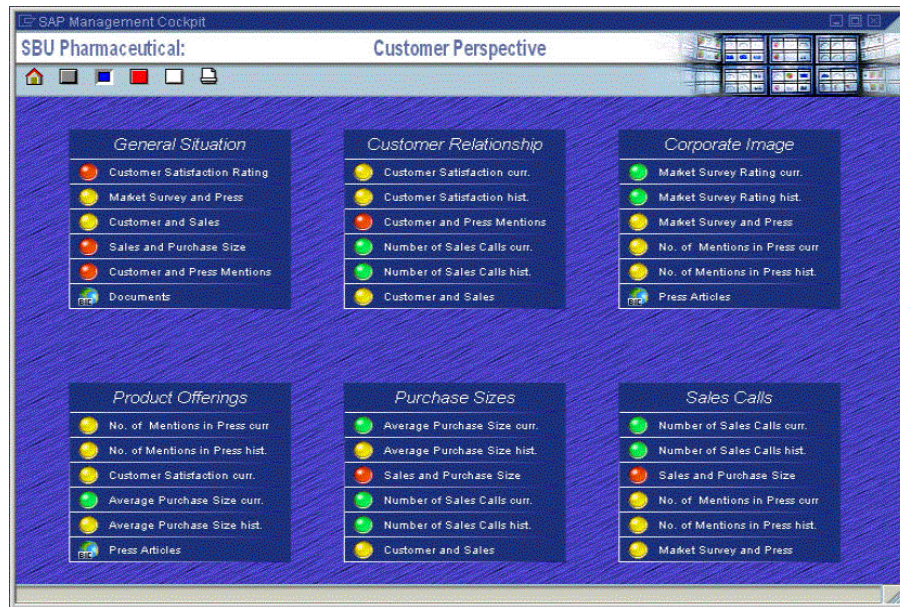 SAP Management Cockpit
SBU Pharmaceutical: Customer Perspective
General Situation
Customer Satisfaction Rating
Market Survey and Press
Customer and Sales
Sales and Purchase Size
Customer and Press Mentions
Documents
Customer Relationship
Customer Satisfaction curr.
Customer Satisfaction hist.
Customer and Press Mentions
Number of Sales Calls curr.
Number of Sales Calls hist.
Customer and Sales
Corporate Image
Market Survey Rating curr.
Market Survey Rating hist.
Market Survey and Press
No. of Mentions in Press curr
No. of Mentions in Press hist.
Press Articles
Product Offerings
No. of Mentions in Press curr
No. of Mentions in Press hist.
Customer Satisfaction curr.
Average Purchase Size curr.
Average Purchase Size hist.
Press Articles
Purchase Sizes
Average Purchase Size curr.
Average Purchase Size hist.
Sales and Purchase Size
Number of Sales Calls curr.
Number of Sales Calls hist.
Customer and Sales
Sales Calls
Number of Sales Calls curr.
Number of Sales Calls hist.
Sales and Purchase Size
No. of Mentions in Press curr
No. of Mentions in Press hist.
Market Survey and Press